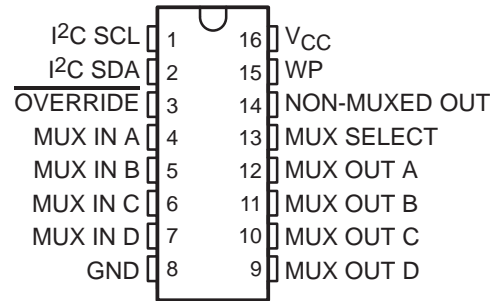 I²C SCL 1 16 VCC
I²C SDA 2 15 WP
OVERRIDE 3 14 NON-MUXED OUT
MUX IN A 4 13 MUX SELECT
MUX IN B 5 12 MUX OUT A
MUX IN C 6 11 MUX OUT B
MUX IN D 7 10 MUX OUT C
GND 8 9 MUX OUT D